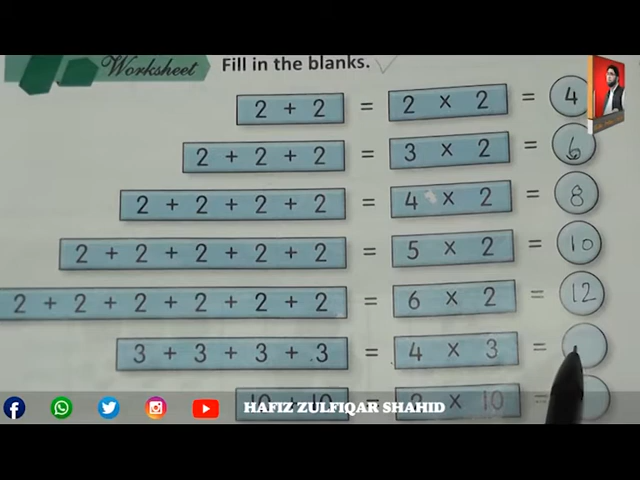 Worksheet Fill in the blanks.
2 + 2 = 2 x 2 = 4
2 + 2 + 2 = 3 x 2 = 6
2 + 2 + 2 + 2 = 4 x 2 = 8
2 + 2 + 2 + 2 + 2 = 5 x 2 = 10
2 + 2 + 2 + 2 + 2 + 2 = 6 x 2 = 12
3 + 3 + 3 + 3 = 4 x 3 =
10 + 10 = 2 x 10 =
HAFIZ ZULFIQAR SHAHID